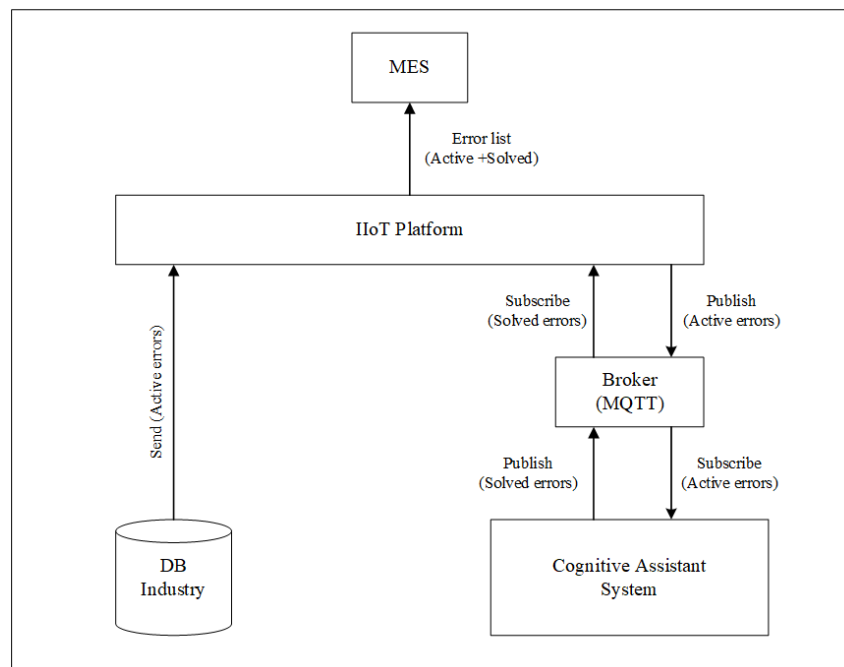 MES
Error list
(Active +Solved)
IIoT Platform
Send (Active errors)
Subscribe
(Solved errors)
Publish
(Active errors)
Broker
(MQTT)
Publish
(Solved errors)
Subscribe
(Active errors)
DB
Industry
Cognitive Assistant
System